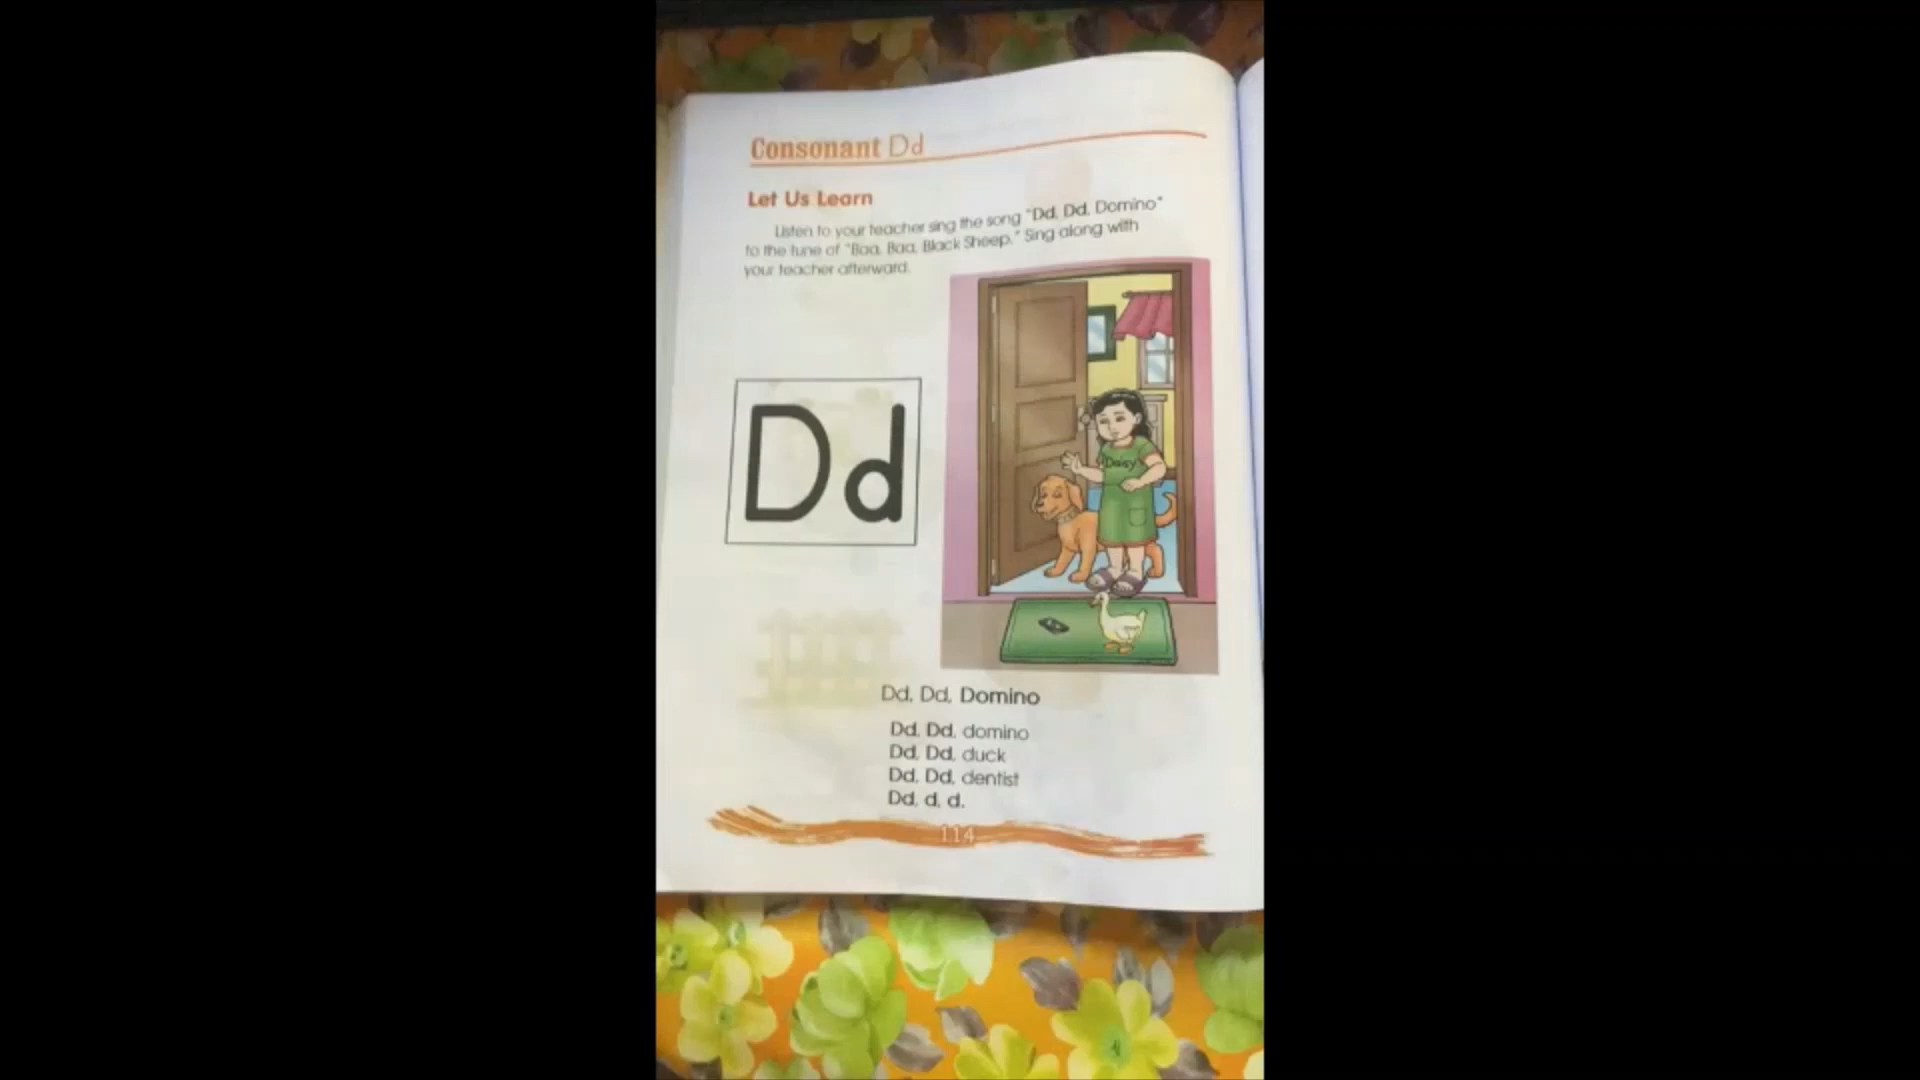 Consonant Dd
Let Us Learn
Listen to your teacher sing the song "Dd, Dd, Domino"
to the tune of "Baa, Baa, Black Sheep." Sing along with
your teacher afterward.
Dd
Daisy
Dd, Dd, Domino
Dd, Dd, domino
Dd, Dd, duck
Dd, Dd, dentist
Dd, d, d.
114